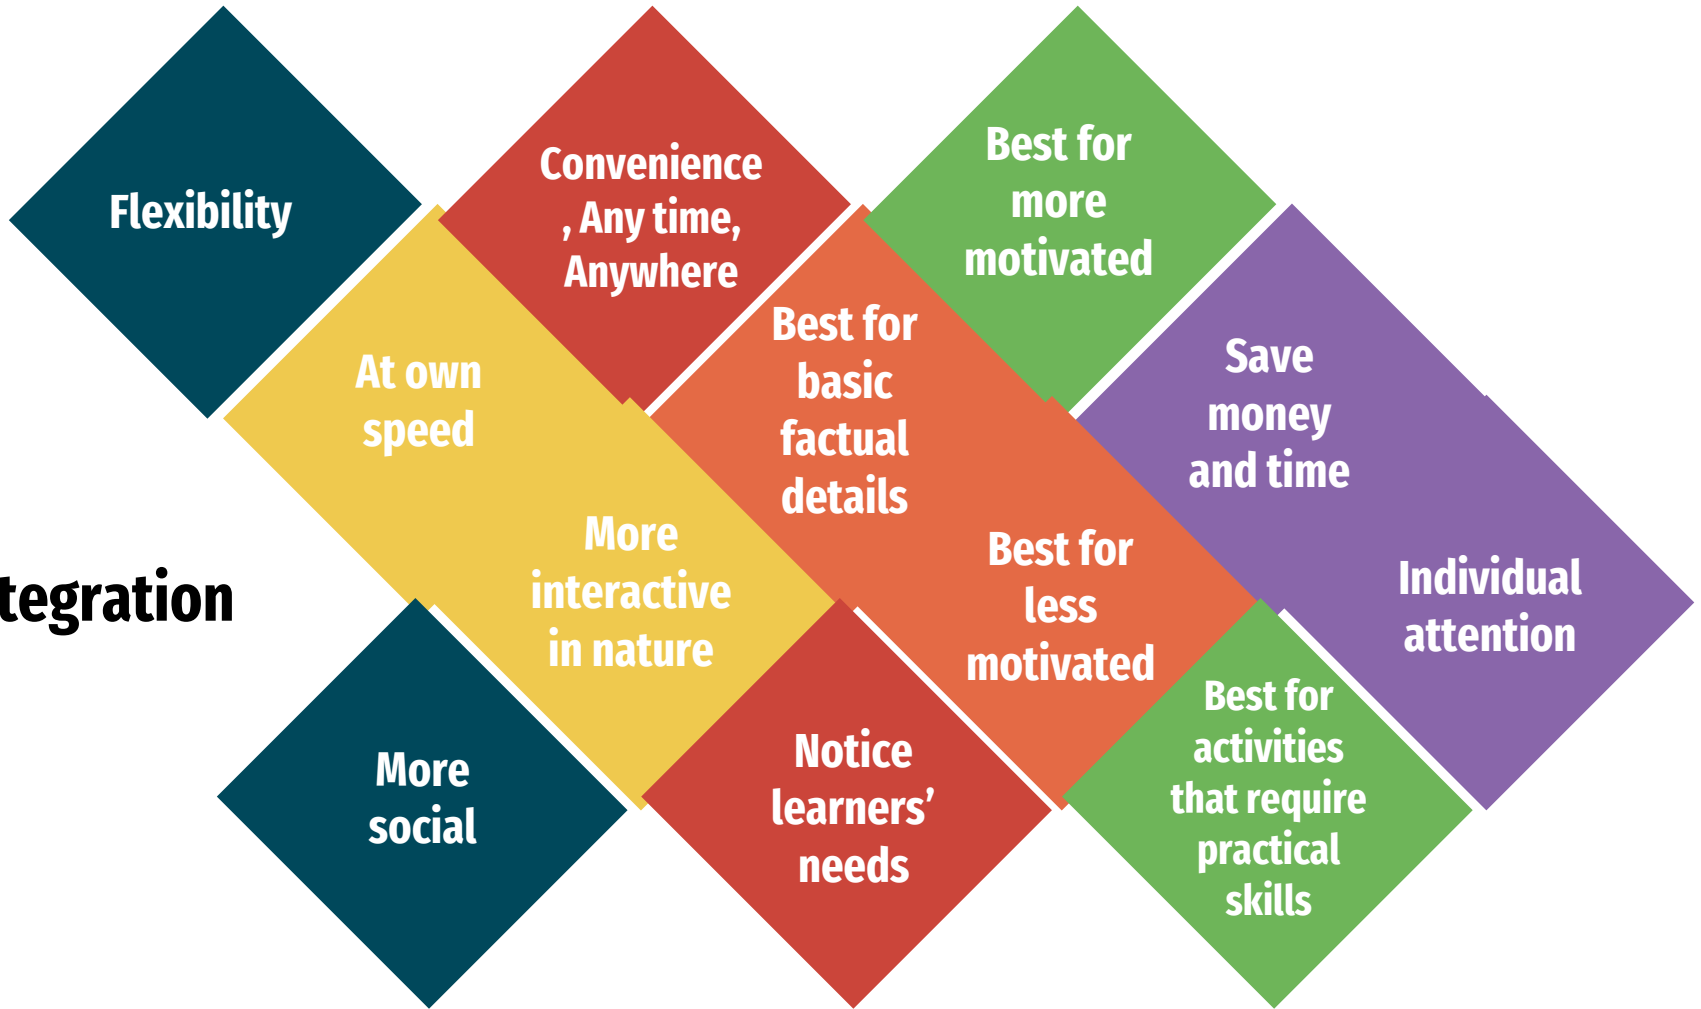 Flexibility
Convenience
, Any time,
Anywhere
Best for
more
motivated
At own
speed
Best for
basic
factual
details
Save
money
and time
More
interactive
in nature
Best for
less
motivated
Individual
attention
tegration
More
social
Notice
learners’
needs
Best for
activities
that require
practical
skills